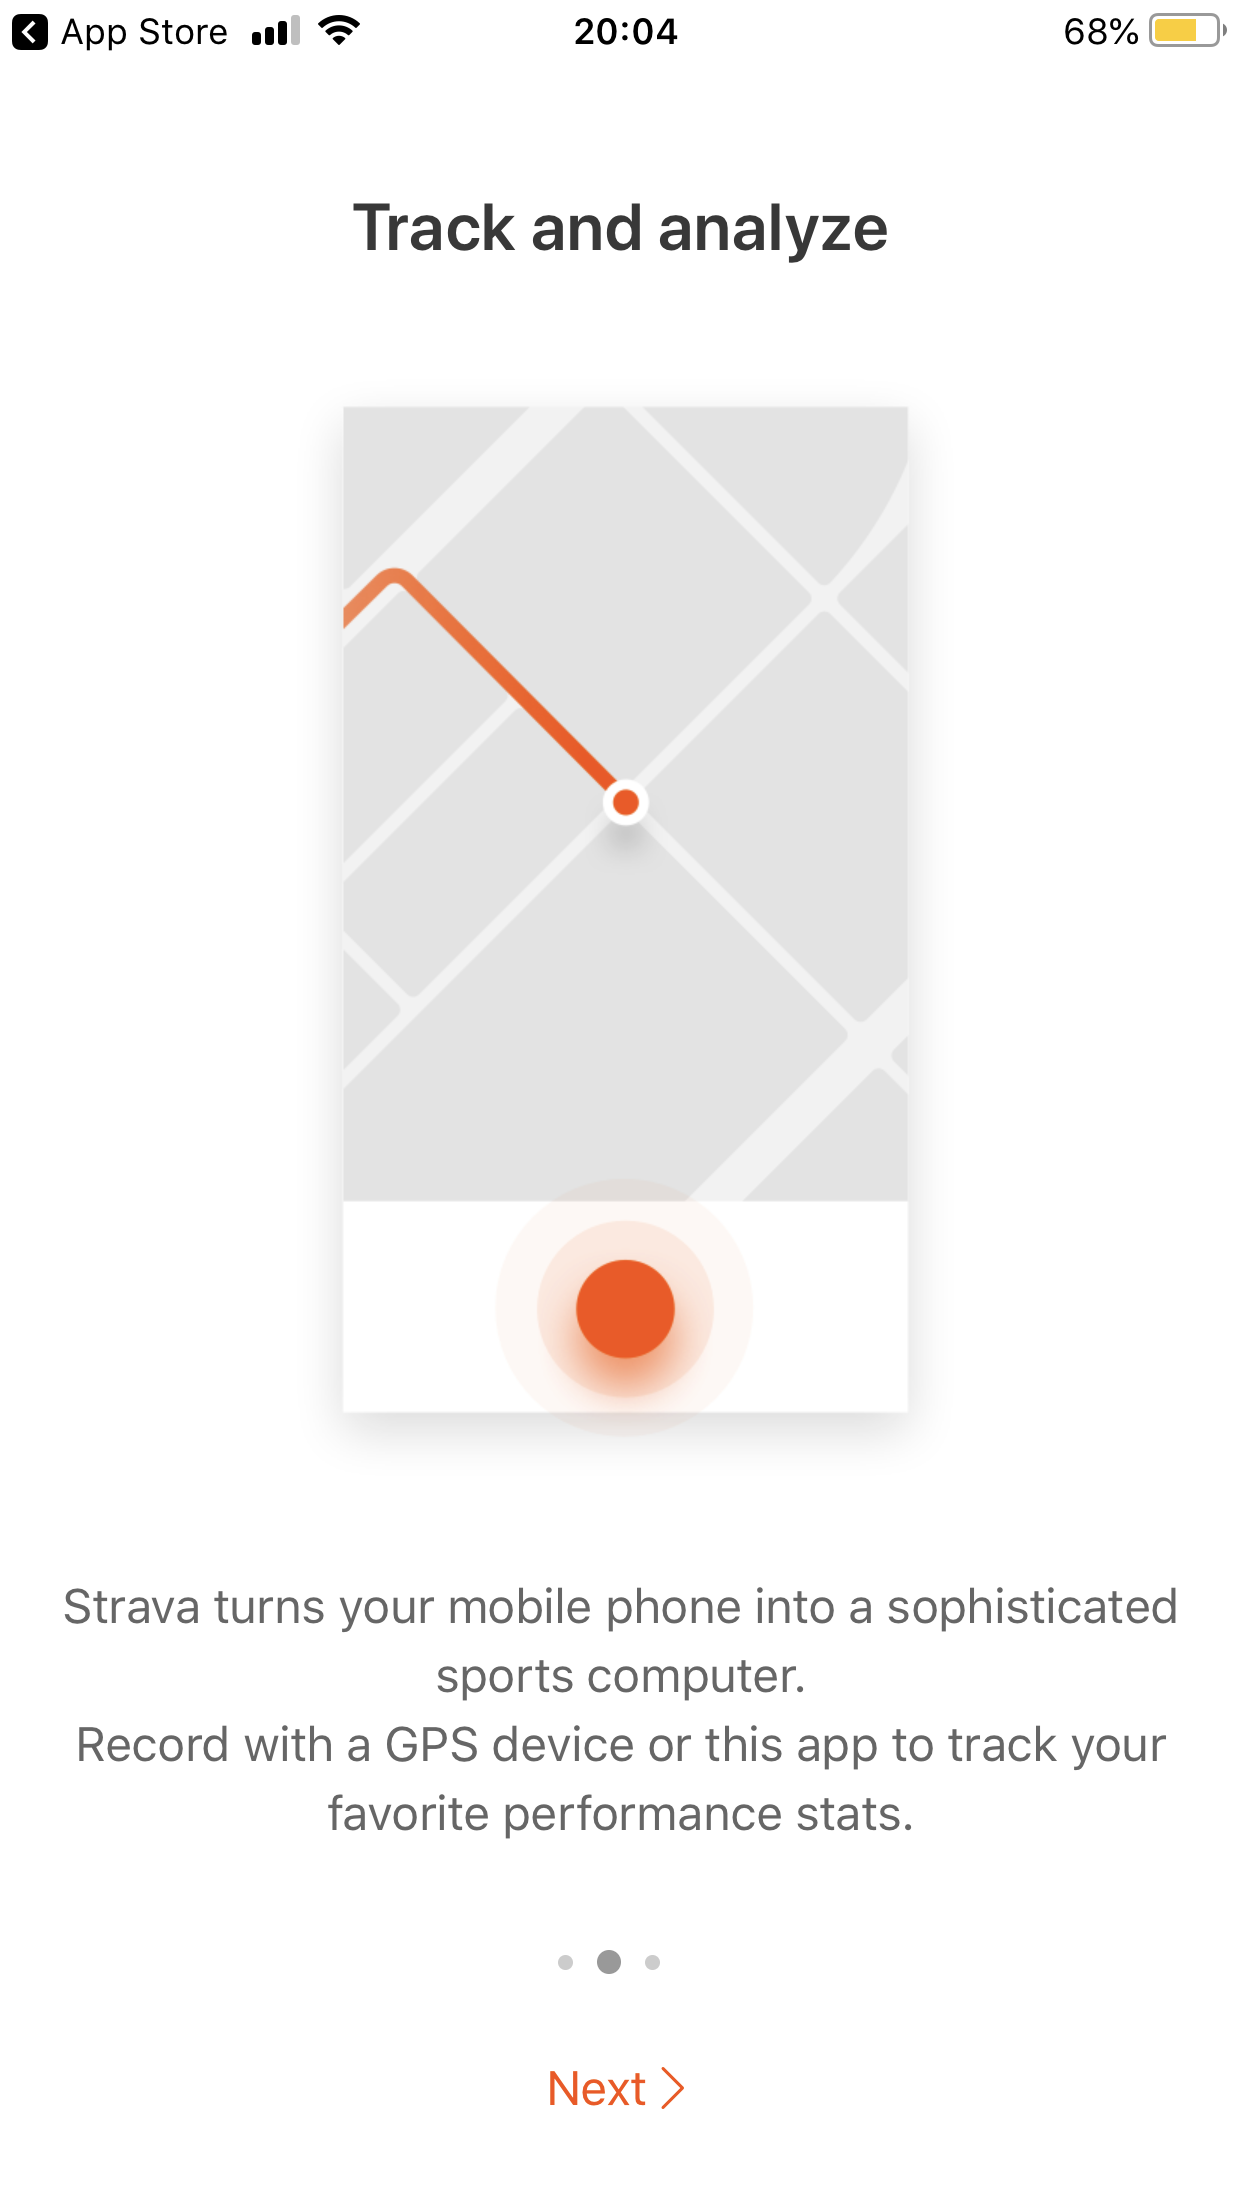 App Store 20:04 68%
Track and analyze
Strava turns your mobile phone into a sophisticated
sports computer.
Record with a GPS device or this app to track your
favorite performance stats.
Next